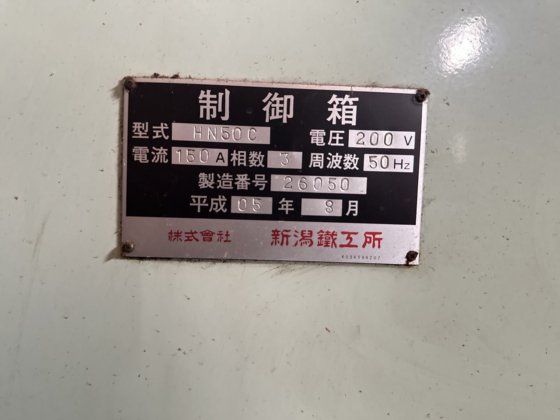 制御箱
型式 HN50C 電圧 200 V
電流 150 A 相数 3 周波数 50 Hz
製造番号 26050
平成 05 年 8 月
株式會社 新潟鐵工所